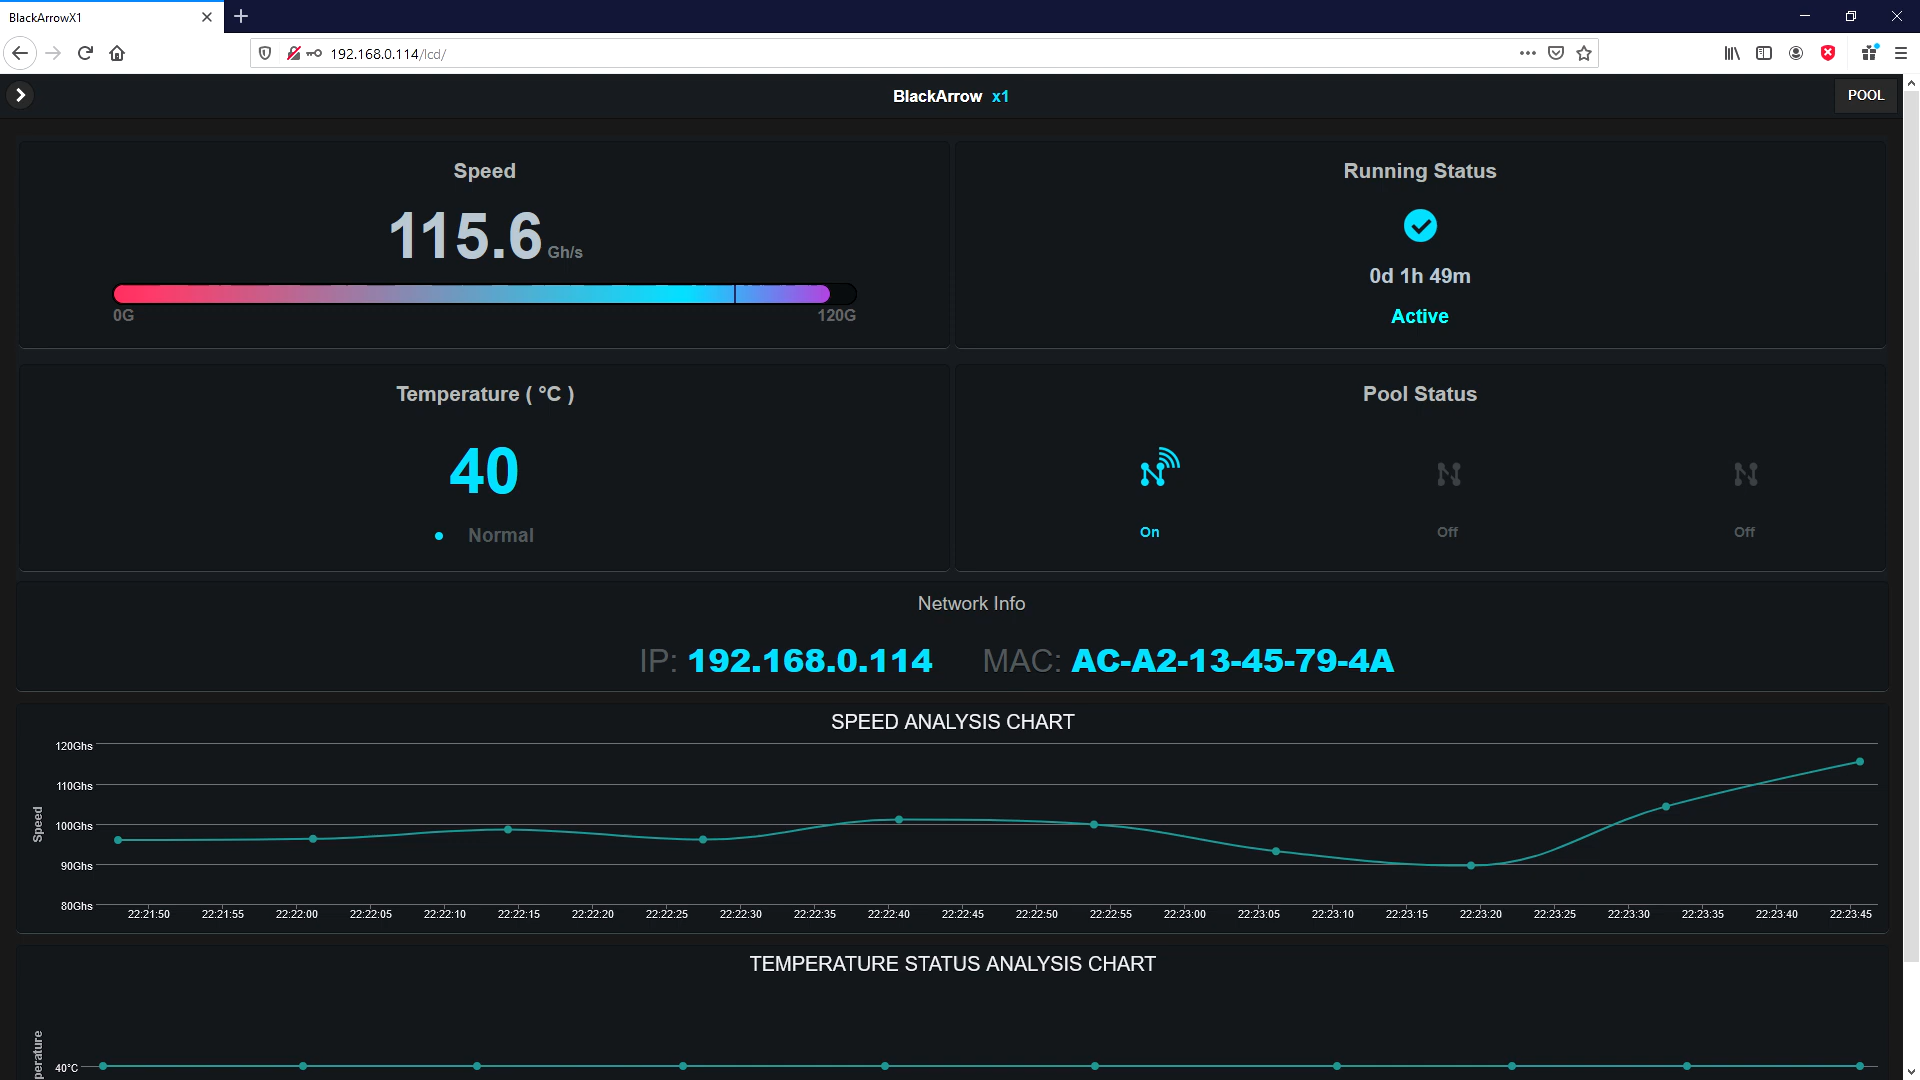 BlackArrowX1
192.168.0.114/lcd/
BlackArrow x1
POOL
Speed
115.6 Gh/s
0G 120G
Running Status
0d 1h 49m
Active
Temperature ( °C )
40
Normal
Pool Status
On Off Off
Network Info
IP: 192.168.0.114 MAC: AC-A2-13-45-79-4A
SPEED ANALYSIS CHART
Speed
120Ghs
110Ghs
100Ghs
90Ghs
80Ghs
22:21:50 22:21:55 22:22:00 22:22:05 22:22:10 22:22:15 22:22:20 22:22:25 22:22:30 22:22:35 22:22:40 22:22:45 22:22:50 22:22:55 22:23:00 22:23:05 22:23:10 22:23:15 22:23:20 22:23:25 22:23:30 22:23:35 22:23:40 22:23:45
TEMPERATURE STATUS ANALYSIS CHART
perature
40°C